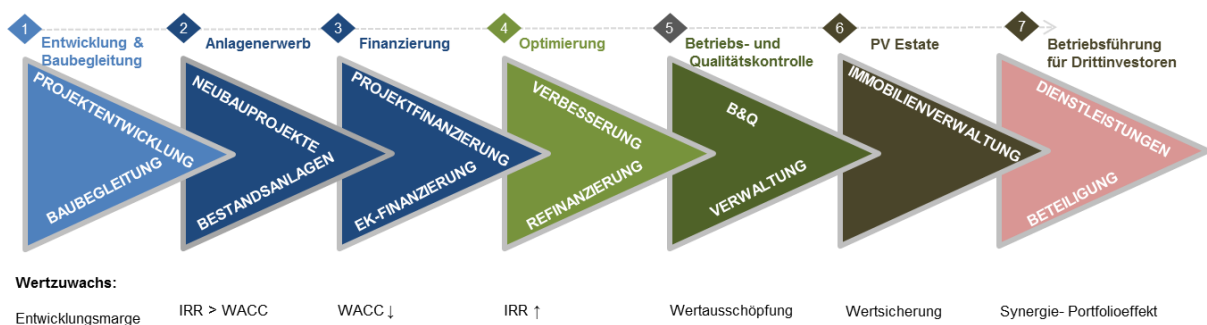 1
Entwicklung &
Baubegleitung
PROJEKTENTWICKLUNG
BAUBEGLEITUNG
2
Anlagenerwerb
NEUBAUPROJEKTE
BESTANDSANLAGEN
3
Finanzierung
PROJEKTFINANZIERUNG
EK-FINANZIERUNG
4
Optimierung
VERBESSERUNG
REFINANZIERUNG
5
Betriebs- und
Qualitätskontrolle
B&Q
VERWALTUNG
6
PV Estate
IMMOBILIENVERWALTUNG
7
Betriebsführung
für Drittinvestoren
DIENSTLEISTUNGEN
BETEILIGUNG
Wertzuwachs:
Entwicklungsmarge
IRR > WACC
WACC ↓
IRR ↑
Wertausschöpfung
Wertsicherung
Synergie- Portfolioeffekt